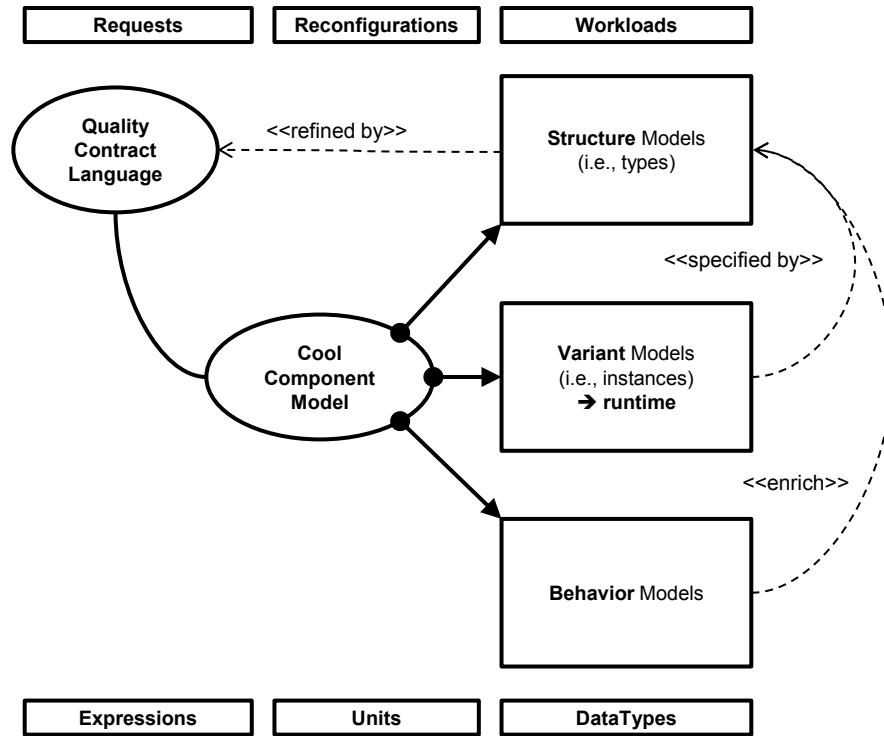 Requests
Reconfigurations
Workloads
Quality
Contract
Language
<<refined by>>
Structure Models
(i.e., types)
<<specified by>>
Cool
Component
Model
Variant Models
(i.e., instances)
➔ runtime
<<enrich>>
Behavior Models
Expressions
Units
DataTypes